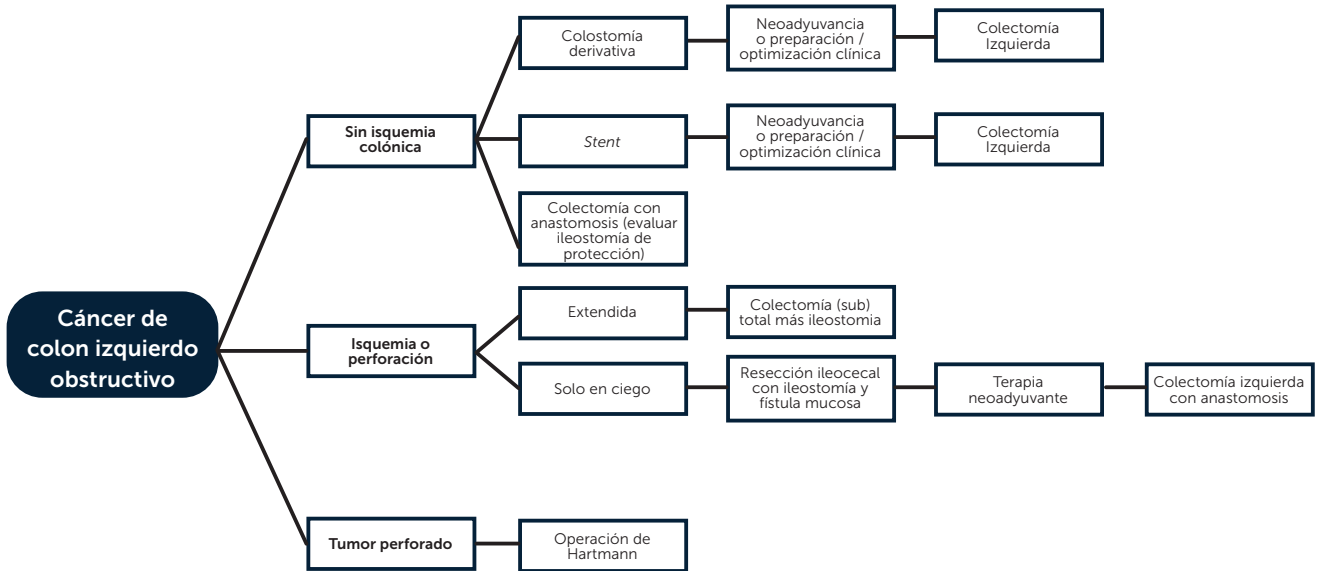 Colostomía
derivativa
Neoadyuvancia
o preparación /
optimización clínica
Colectomía
Izquierda
Sin isquemia
colónica
Stent
Neoadyuvancia
o preparación /
optimización clínica
Colectomía
Izquierda
Colectomía con
anastomosis (evaluar
ileostomía de
protección)
Cáncer de
colon izquierdo
obstructivo
Isquemia o
perforación
Extendida
Colectomía (sub)
total más ileostomia
Solo en ciego
Resección ileocecal
con ileostomía y
fístula mucosa
Terapia
neoadyuvante
Colectomía izquierda
con anastomosis
Tumor perforado
Operación de
Hartmann